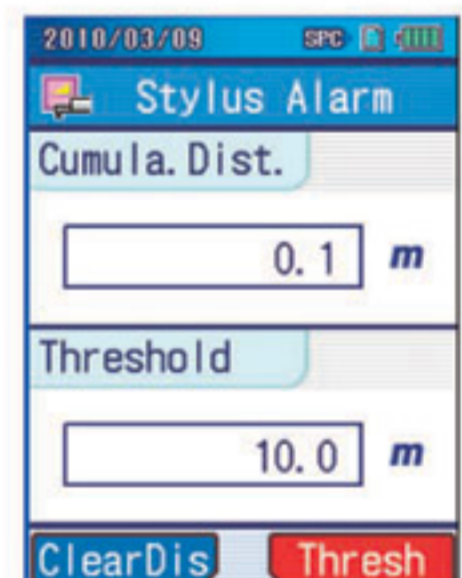 2010/03/09 SPC
Stylus Alarm
Cumula.Dist.
0.1 m
Threshold
10.0 m
ClearDis Thresh